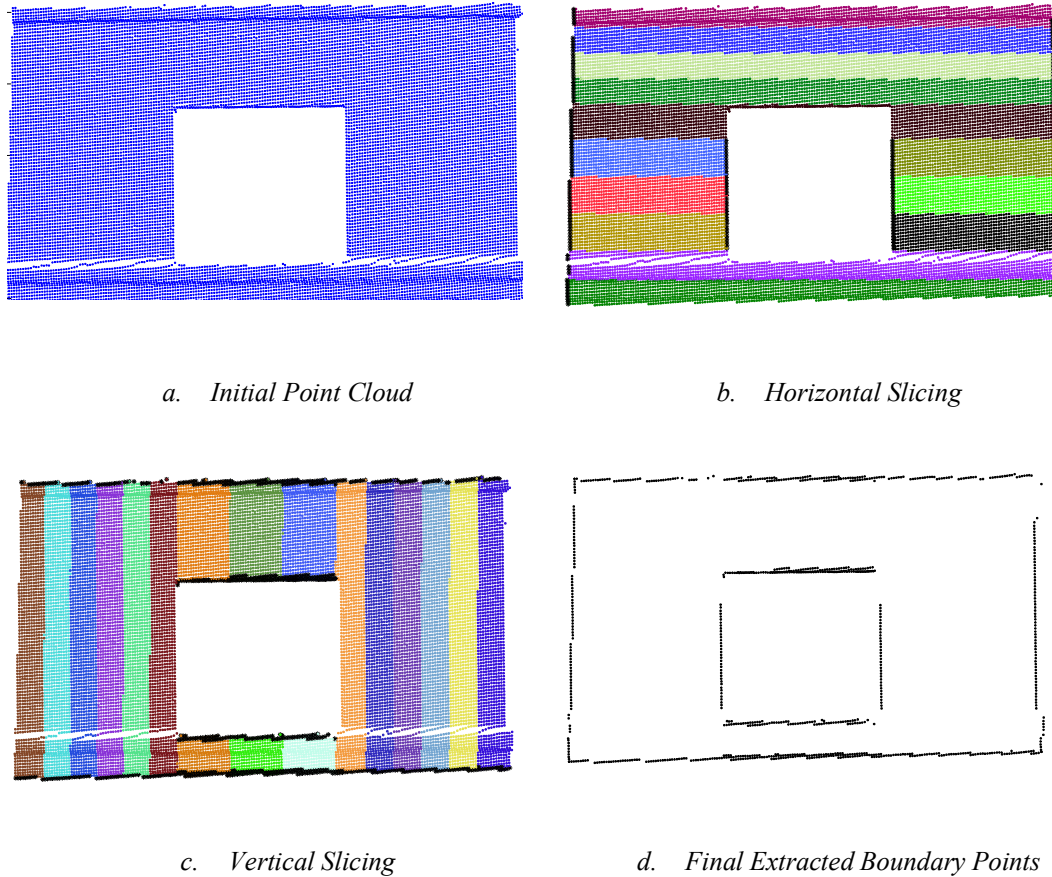 a. Initial Point Cloud
b. Horizontal Slicing
c. Vertical Slicing
d. Final Extracted Boundary Points